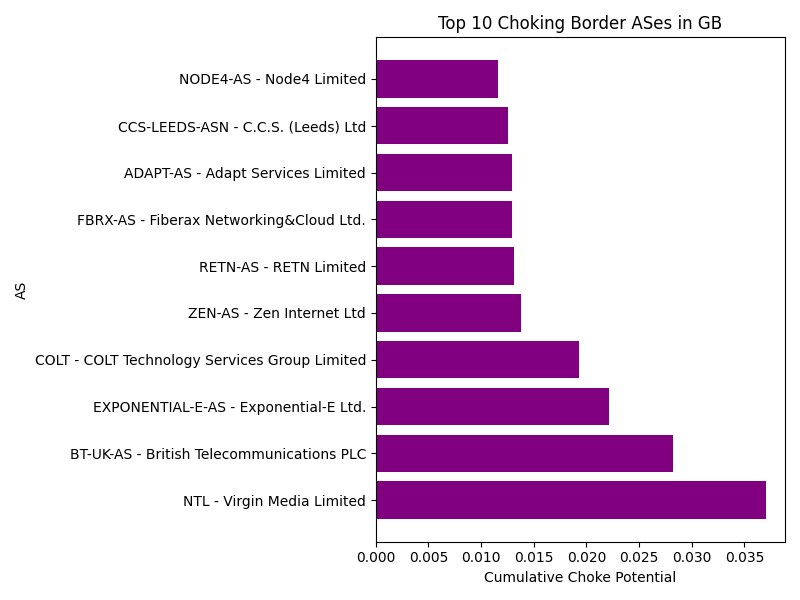 Top 10 Choking Border ASes in GB
NODE4-AS - Node4 Limited
CCS-LEEDS-ASN - C.C.S. (Leeds) Ltd
ADAPT-AS - Adapt Services Limited
FBRX-AS - Fiberax Networking&Cloud Ltd.
RETN-AS - RETN Limited
ZEN-AS - Zen Internet Ltd
COLT - COLT Technology Services Group Limited
EXPONENTIAL-E-AS - Exponential-E Ltd.
BT-UK-AS - British Telecommunications PLC
NTL - Virgin Media Limited
AS
0.000 0.005 0.010 0.015 0.020 0.025 0.030 0.035
Cumulative Choke Potential